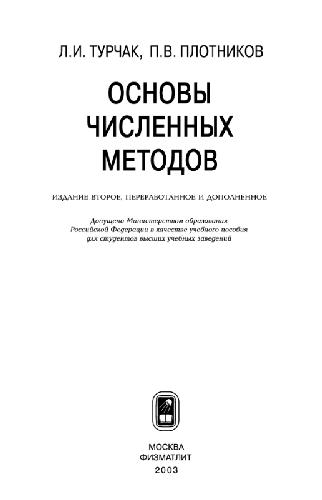 Л.И. ТУРЧАК, П.В. ПЛОТНИКОВ
ОСНОВЫ
ЧИСЛЕННЫХ
МЕТОДОВ
ИЗДАНИЕ ВТОРОЕ, ПЕРЕРАБОТАННОЕ И ДОПОЛНЕННОЕ
Допущено Министерством образования
Российской Федерации в качестве учебного пособия
для студентов высших учебных заведений
МОСКВА
ФИЗМАТЛИТ
2003